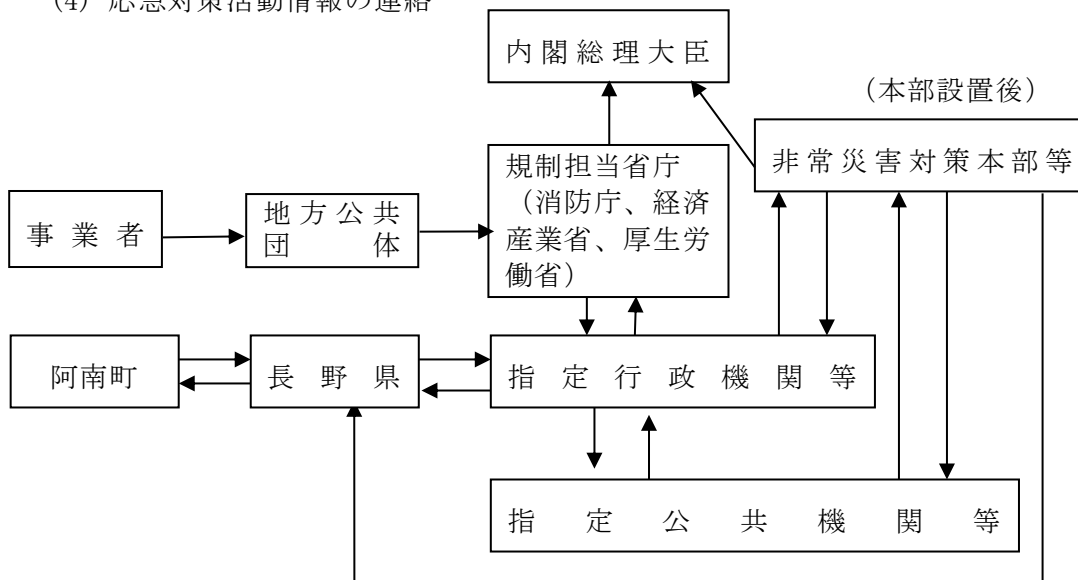 (4) 応急対策活動情報の連絡
内閣総理大臣
(本部設置後)
非常災害対策本部等
規制担当省庁
(消防庁、経済
産業省、厚生労
働省)
事業者
地方公共
団体
阿南町
長野県
指定行政機関等
指定公共機関等